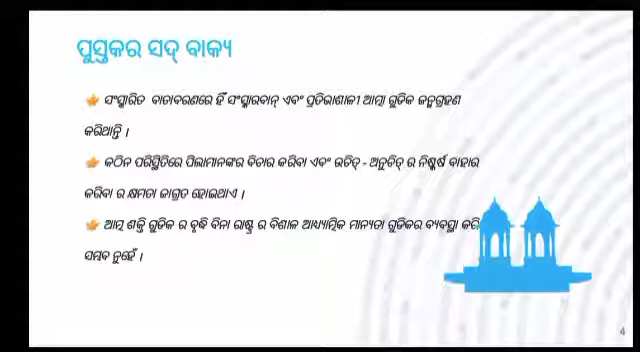 ପୁସ୍ତକର ସଦ୍ ବାକ୍ୟ
ସଂସ୍କାରିତ ବାତାବରଣରେ ହିଁ ସଂସ୍କାରବାନ୍ ଏବଂ ପ୍ରତିଭାଶାଳୀ ଆତ୍ମା ଗୁଡିକ ଜନ୍ମଗ୍ରହଣ
କରିଥାନ୍ତି ।
କଠିନ ପରିସ୍ଥିତିରେ ପିଲାମାନଙ୍କର ବିଚାର କରିବା ଏବଂ ଉଚିତ୍ - ଅନୁଚିତ୍ ର ନିଷ୍କର୍ଷ ବାହାର
କରିବା ର କ୍ଷମତା ଜାଗ୍ରତ ହୋଇଥାଏ ।
ଆତ୍ମ ଶକ୍ତି ଗୁଡିକ ର ବୃଦ୍ଧି ବିନା ରାଷ୍ଟ୍ର ର ବିଶାଳ ଆଧ୍ୟାତ୍ମିକ ମାନ୍ୟତା ଗୁଡିକର ବ୍ୟବସ୍ଥା
ସମ୍ଭବ ନୁହେଁ ।
4